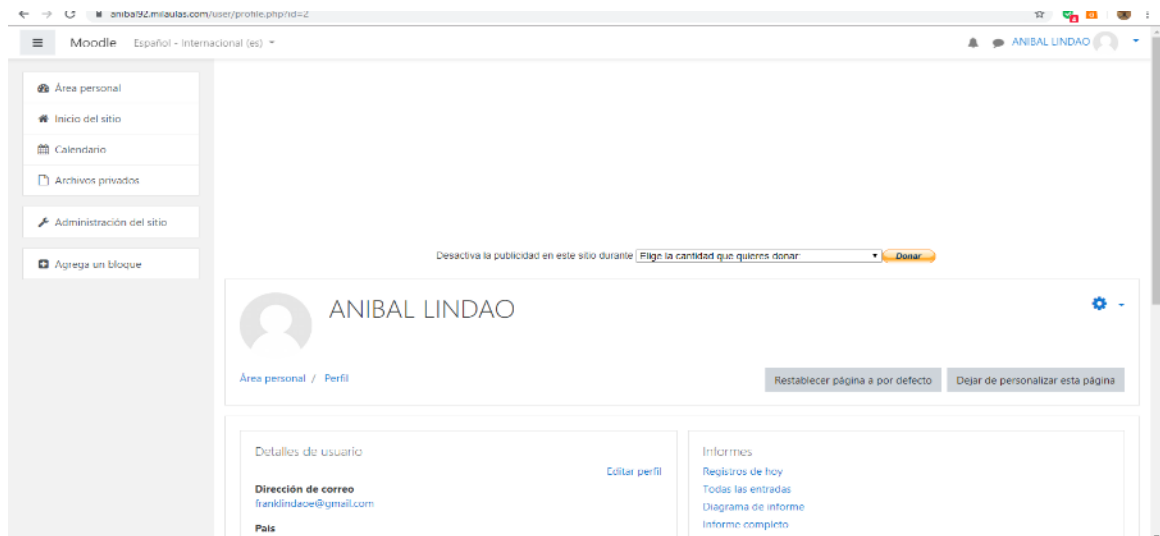 anibal92.milaulas.com/user/profile.php?id=2
Moodle Español - Internacional (es)
ANIBAL LINDAO
Área personal
Inicio del sitio
Calendario
Archivos privados
Administración del sitio
Agrega un bloque
Desactiva la publicidad en este sitio durante Elige la cantidad que quieres donar: Donar
ANIBAL LINDAO
Área personal / Perfil
Restablecer página a por defecto Dejar de personalizar esta página
Detalles de usuario
Editar perfil
Dirección de correo
franklindaoe@gmail.com
País
Informes
Registros de hoy
Todas las entradas
Diagrama de informe
Informe completo